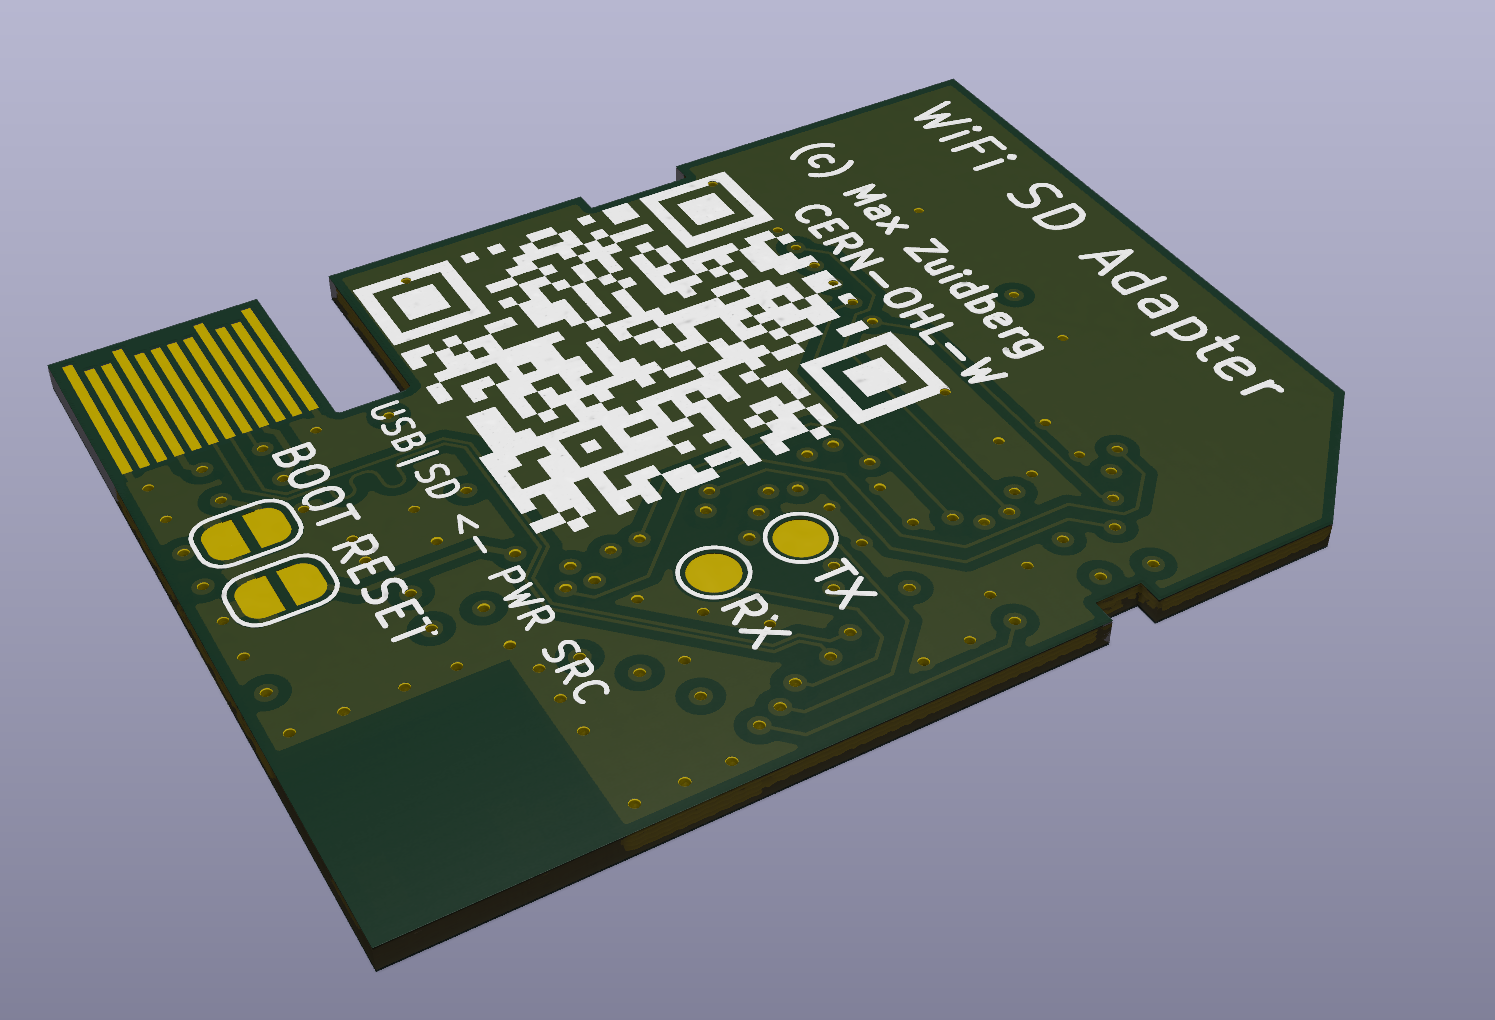 WiFi SD Adapter
(c) Max Zuidberg
CERN-OHL-W
USB|SD <- PWR SRC
BOOT RESET
TX
RX